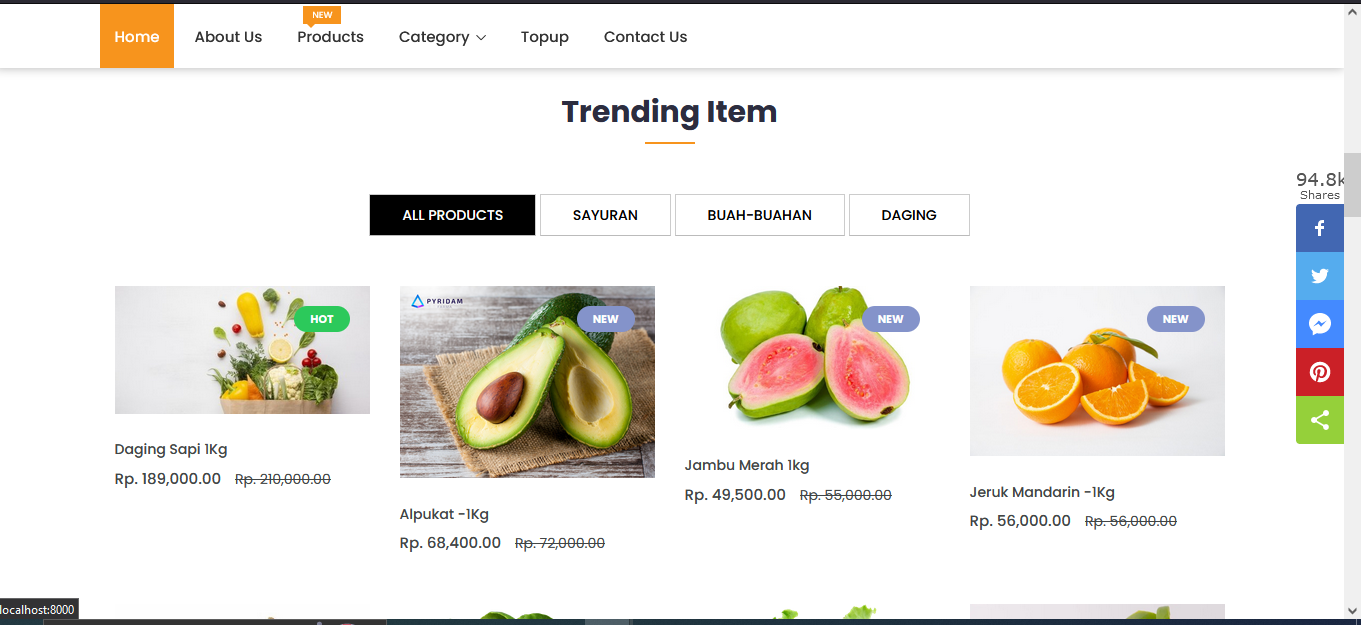 NEW
Home About Us Products Category Topup Contact Us
Trending Item
94.8k
Shares
ALL PRODUCTS SAYURAN BUAH-BUAHAN DAGING
HOT
PYRIDAM
NEW
NEW
NEW
Daging Sapi 1Kg
Rp. 189,000.00 Rp. 210,000.00
Alpukat -1Kg
Rp. 68,400.00 Rp. 72,000.00
Jambu Merah 1kg
Rp. 49,500.00 Rp. 55,000.00
Jeruk Mandarin -1Kg
Rp. 56,000.00 Rp. 56,000.00
localhost:8000